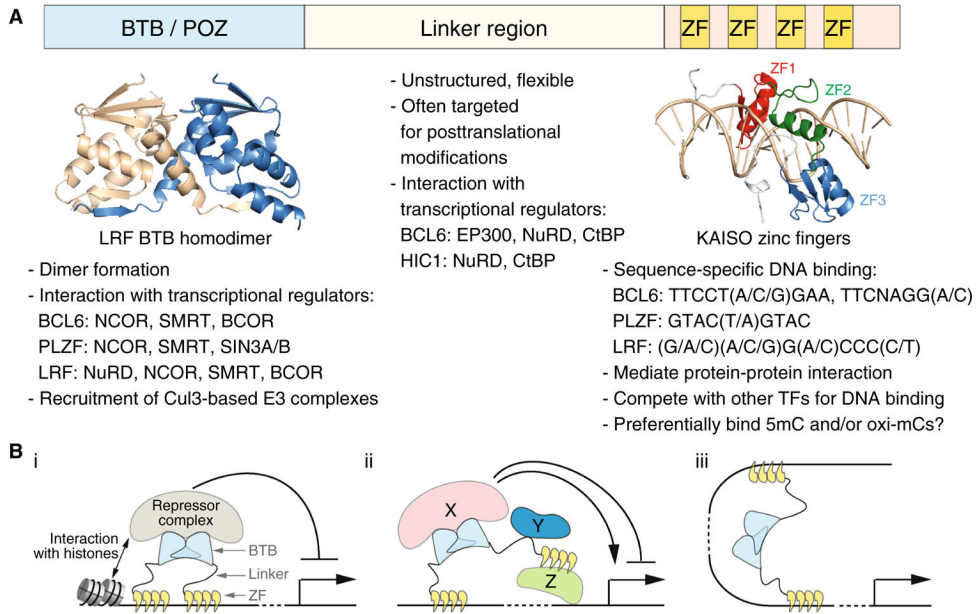 A
BTB / POZ
Linker region
ZF
ZF
ZF
ZF
LRF BTB homodimer
- Dimer formation
- Interaction with transcriptional regulators:
BCL6: NCOR, SMRT, BCOR
PLZF: NCOR, SMRT, SIN3A/B
LRF: NuRD, NCOR, SMRT, BCOR
- Recruitment of Cul3-based E3 complexes
- Unstructured, flexible
- Often targeted
for posttranslational
modifications
- Interaction with
transcriptional regulators:
BCL6: EP300, NuRD, CtBP
HIC1: NuRD, CtBP
ZF1
ZF2
ZF3
KAISO zinc fingers
- Sequence-specific DNA binding:
BCL6: TTCCT(A/C/G)GAA, TTCNAGG(A/C)
PLZF: GTAC(T/A)GTAC
LRF: (G/A/C)(A/C/G)G(A/C)CCC(C/T)
- Mediate protein-protein interaction
- Compete with other TFs for DNA binding
- Preferentially bind 5mC and/or oxi-mCs?
B
i
Repressor
complex
Interaction
with histones
BTB
Linker
ZF
ii
X
Y
Z
iii